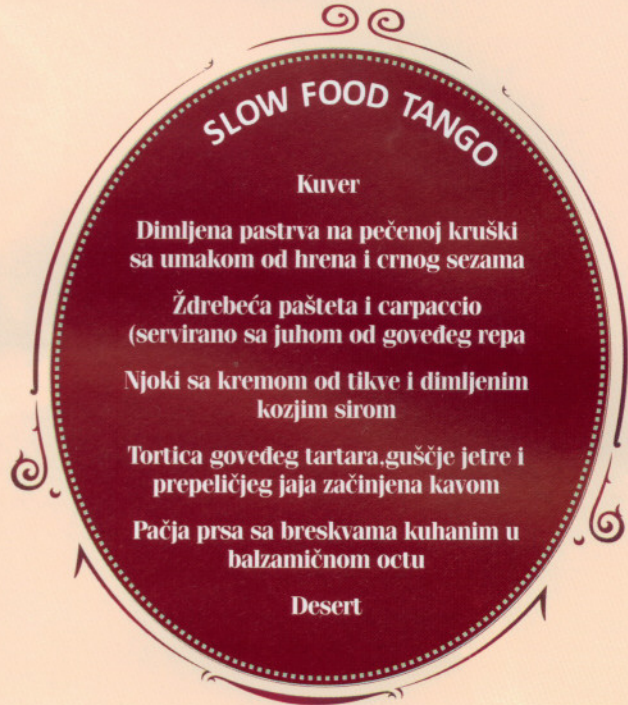 SLOW FOOD TANGO
Kuver
Dimljena pastrva na pečenoj kruški
sa umakom od hrena i crnog sezama
Ždrebeća pašteta i carpaccio
(servirano sa juhom od goveđeg repa
Njoki sa kremom od tikve i dimljenim
kozjim sirom
Tortica goveđeg tartara,guščje jetre i
prepeličjeg jaja začinjena kavom
Pačja prsa sa breskvama kuhanim u
balzamičnom octu
Desert